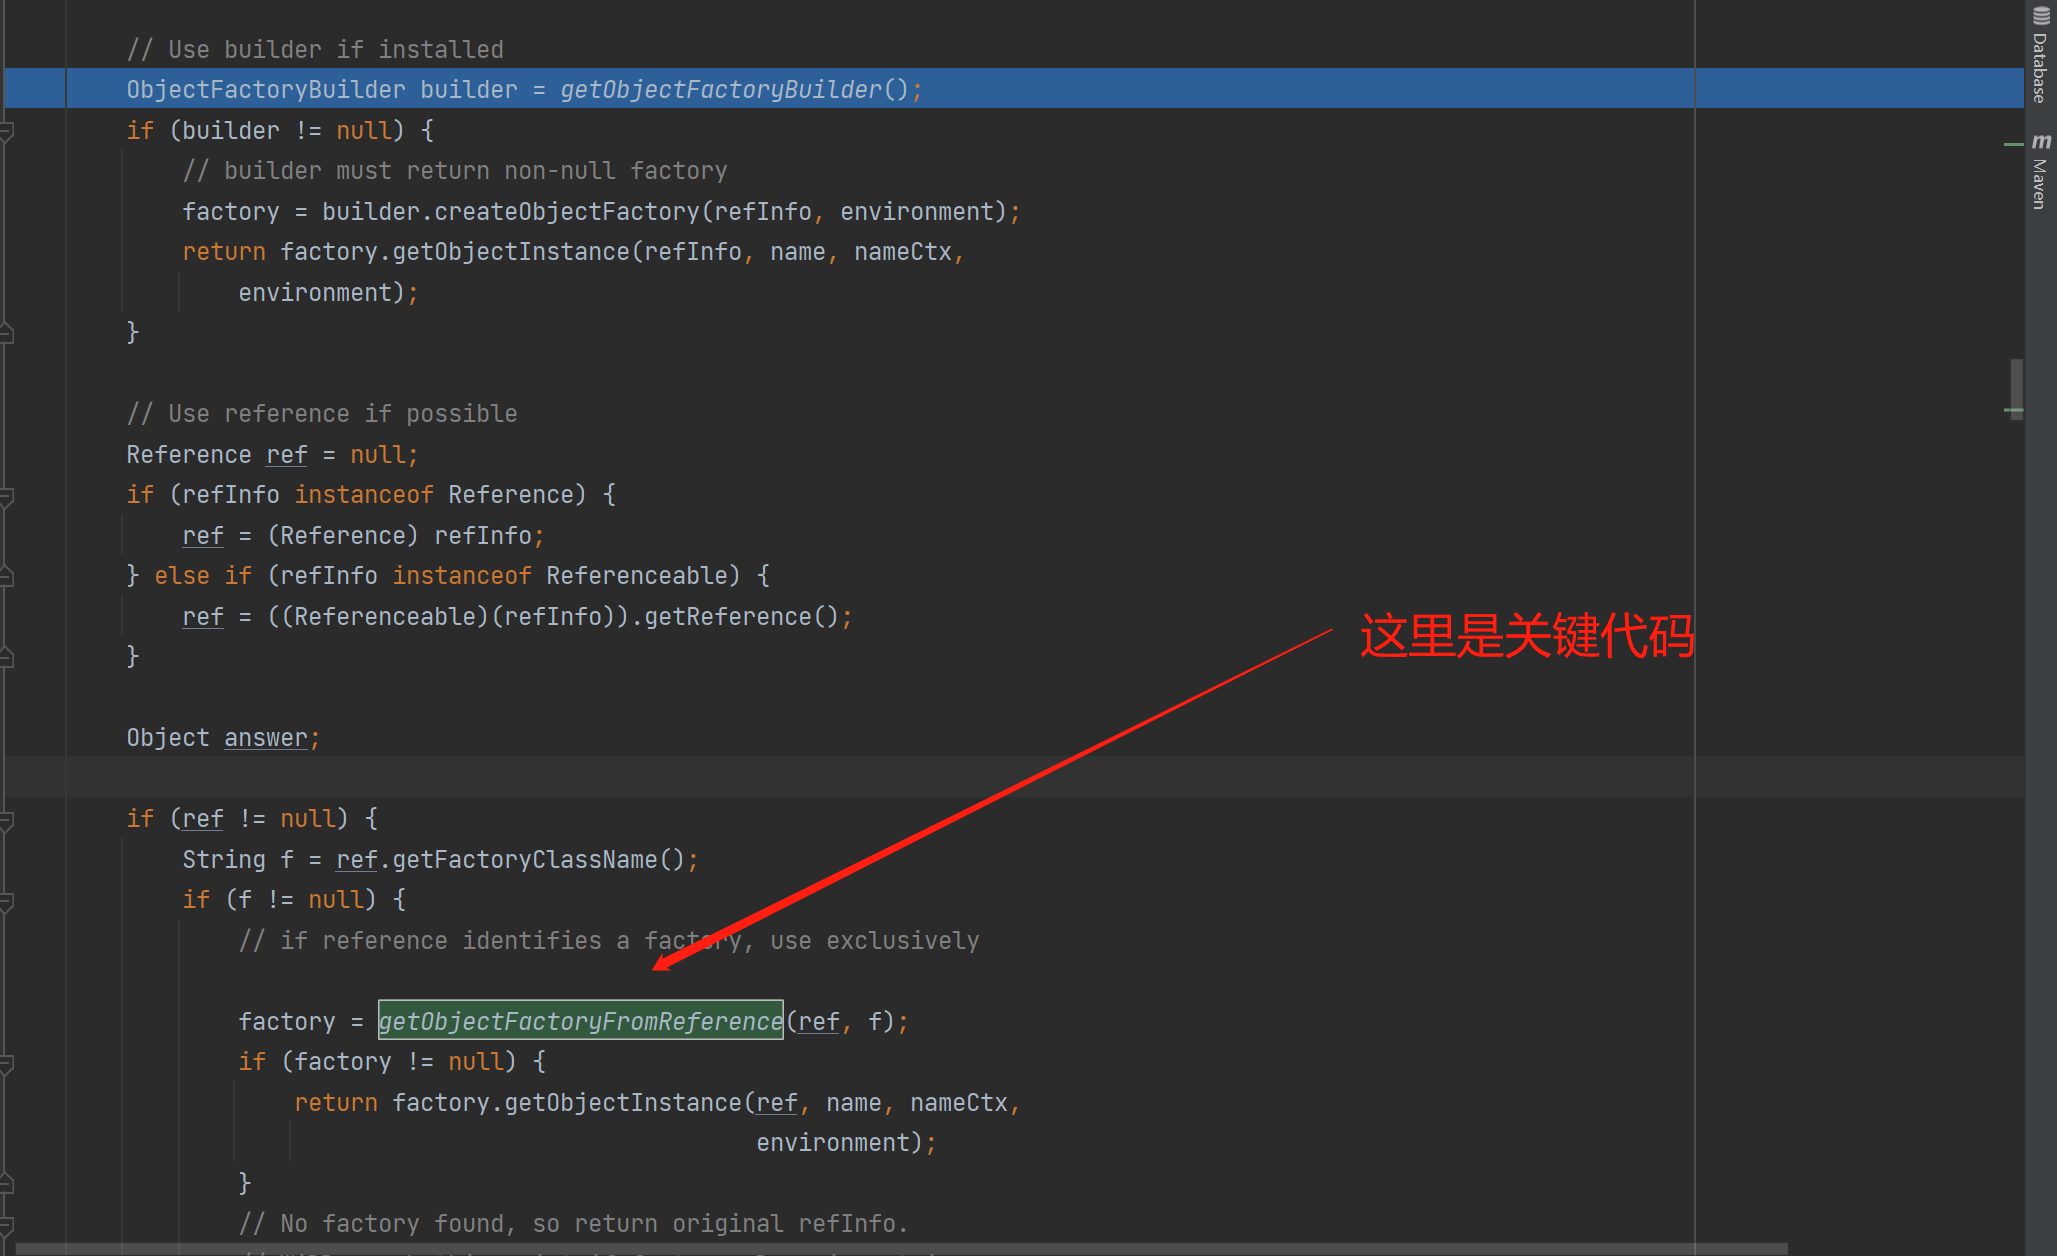 // Use builder if installed
ObjectFactoryBuilder builder = getObjectFactoryBuilder();
if (builder != null) {
// builder must return non-null factory
factory = builder.createObjectFactory(refInfo, environment);
return factory.getObjectInstance(refInfo, name, nameCtx,
environment);
}
// Use reference if possible
Reference ref = null;
if (refInfo instanceof Reference) {
ref = (Reference) refInfo;
} else if (refInfo instanceof Referenceable) {
ref = ((Referenceable)(refInfo)).getReference();
}
这里是关键代码
Object answer;
if (ref != null) {
String f = ref.getFactoryClassName();
if (f != null) {
// if reference identifies a factory, use exclusively
factory = getObjectFactoryFromReference(ref, f);
if (factory != null) {
return factory.getObjectInstance(ref, name, nameCtx,
environment);
}
// No factory found, so return original refInfo.
Database
m Maven